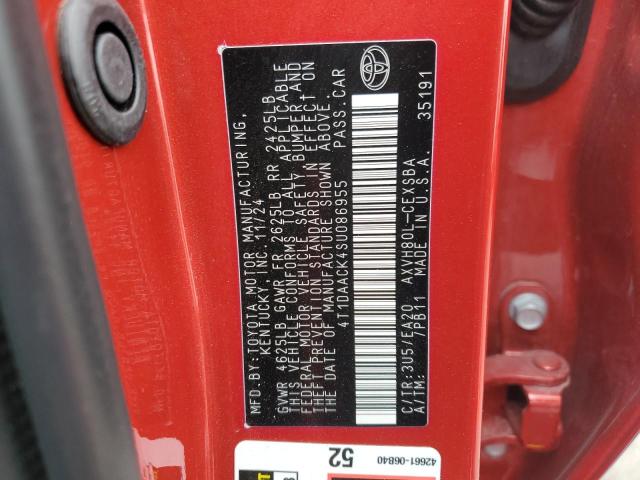 MFD.BY:TOYOTA MOTOR MANUFACTURING,
KENTUCKY, INC. 11/24
GVWR 4625LB GAWR FR 2625LB RR 2425LB
THIS VEHICLE CONFORMS TO ALL APPLICABLE
FEDERAL MOTOR VEHICLE SAFETY, BUMPER AND
THEFT PREVENTION STANDARDS IN EFFECT ON
THE DATE OF MANUFACTURE SHOWN ABOVE.
4T1DAACK4SU086955 PASS.CAR
C/TR:3U5/EA20 AXVH80L-CEXSBA
A/TM: /PB11 MADE IN U.S.A. 35191
52
42661-06B40